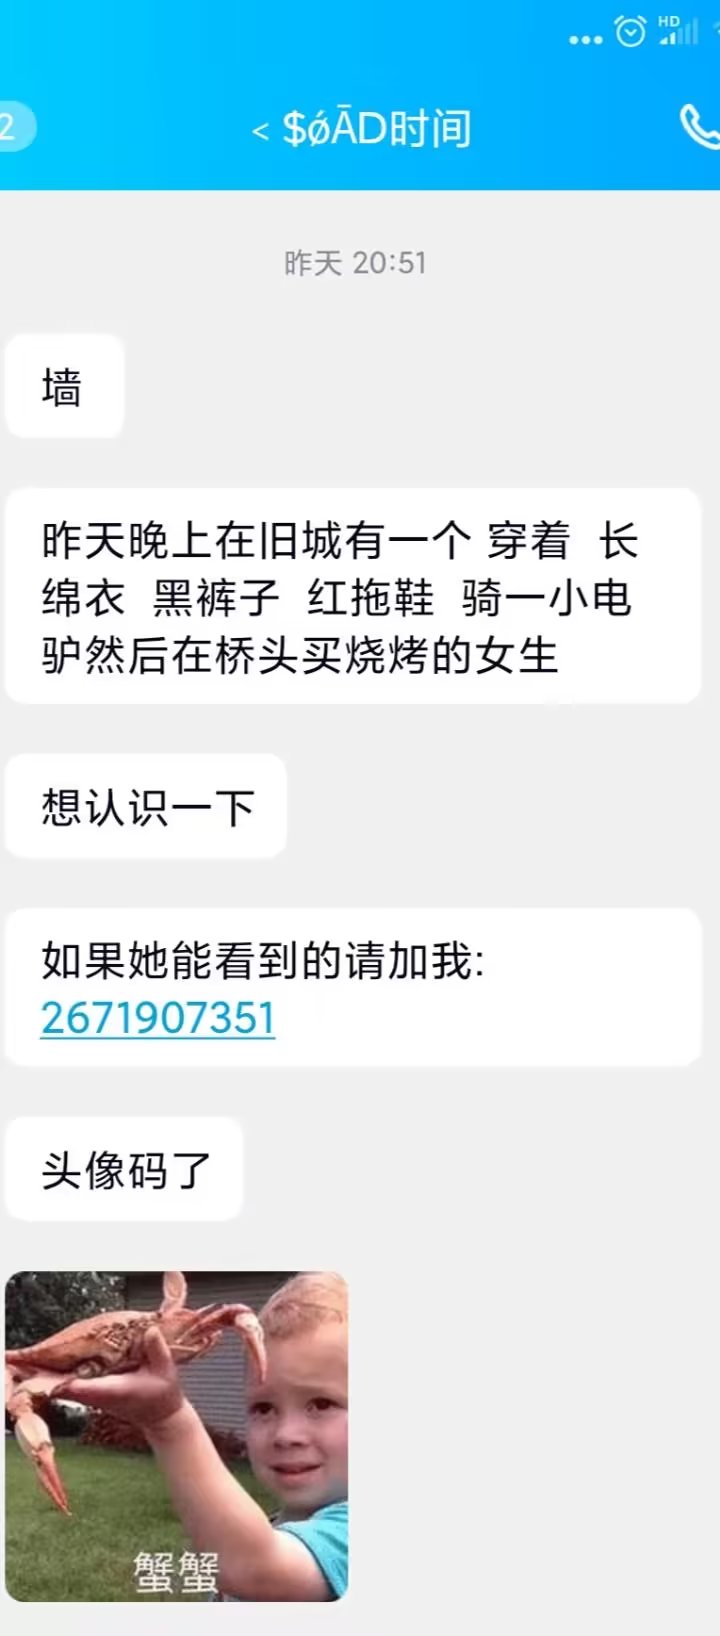 HD
2
< $ǿĀD时间
昨天 20:51
墙
昨天晚上在旧城有一个 穿着 长
绵衣 黑裤子 红拖鞋 骑一小电
驴然后在桥头买烧烤的女生
想认识一下
如果她能看到的请加我:
2671907351
头像码了
蟹蟹